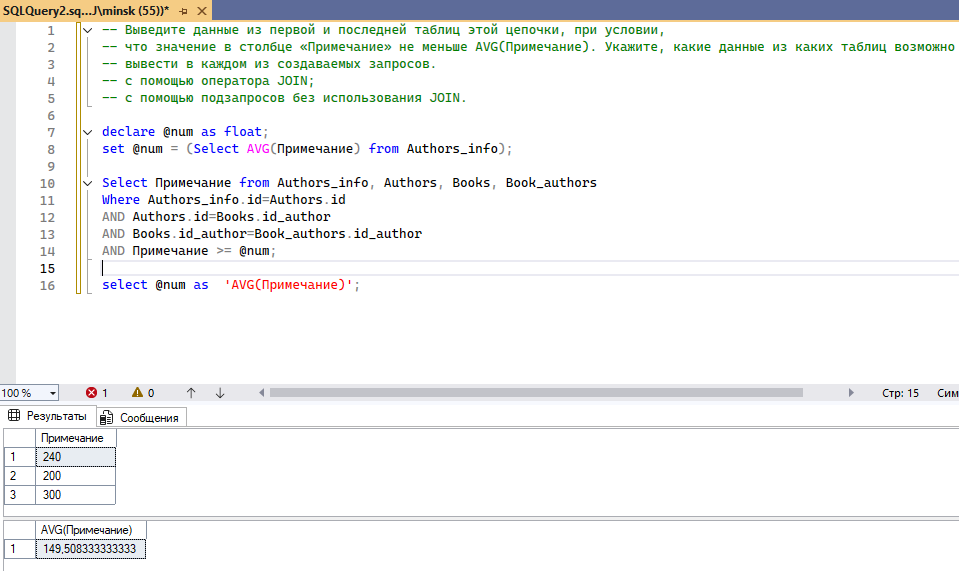 SQLQuery2.sq...J\minsk (55))*
1 -- Выведите данные из первой и последней таблиц этой цепочки, при условии,
2 -- что значение в столбце «Примечание» не меньше AVG(Примечание). Укажите, какие данные из каких таблиц возможно
3 -- вывести в каждом из создаваемых запросов.
4 -- с помощью оператора JOIN;
5 -- с помощью подзапросов без использования JOIN.
6
7 declare @num as float;
8 set @num = (Select AVG(Примечание) from Authors_info);
9
10 Select Примечание from Authors_info, Authors, Books, Book_authors
11 Where Authors_info.id=Authors.id
12 AND Authors.id=Books.id_author
13 AND Books.id_author=Book_authors.id_author
14 AND Примечание >= @num;
15
16 select @num as  'AVG(Примечание)';
100 % 1 0 Стр: 15 Сим
Результаты Сообщения
Примечание
1 240
2 200
3 300
AVG(Примечание)
1 149,508333333333